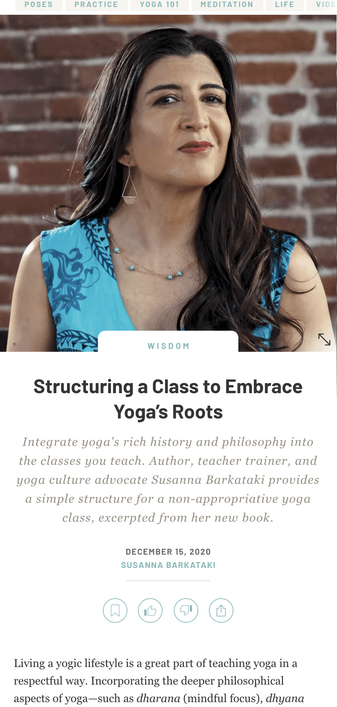 POSES PRACTICE YOGA 101 MEDITATION LIFE
WISDOM
Structuring a Class to Embrace
Yoga’s Roots
Integrate yoga’s rich history and philosophy into
the classes you teach. Author, teacher trainer, and
yoga culture advocate Susanna Barkataki provides
a simple structure for a non-appropriative yoga
class, excerpted from her new book.
DECEMBER 15, 2020
SUSANNA BARKATAKI
Living a yogic lifestyle is a great part of teaching yoga in a
respectful way. Incorporating the deeper philosophical
aspects of yoga—such as dharana (mindful focus), dhyana